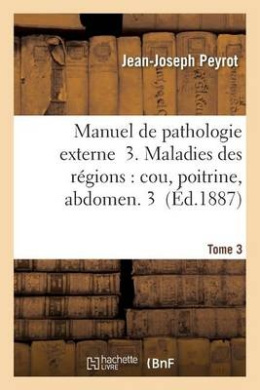 Jean-Joseph Peyrot
Manuel de pathologie externe 3. Maladies des
régions : cou, poitrine, abdomen. 3 (Éd.1887)
Tome 3
hachette
LIVRE
{BnF